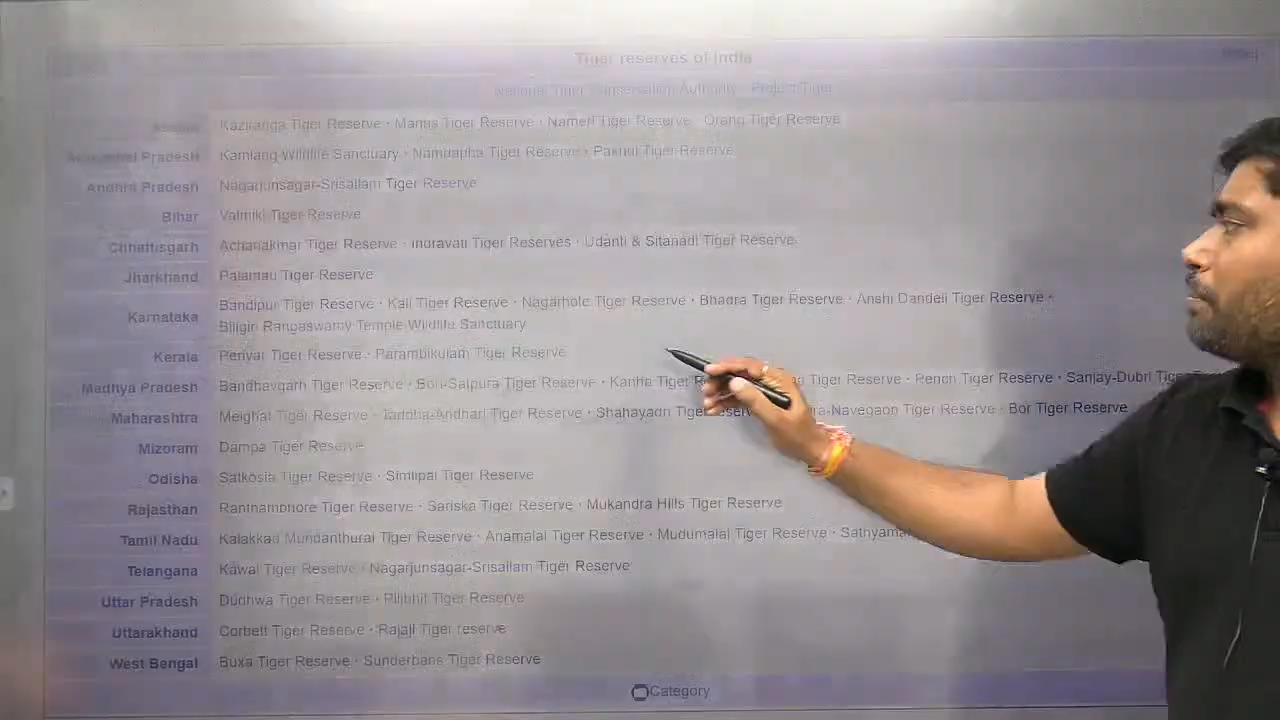 Tiger reserves of India
National Tiger Conservation Authority · Project Tiger
Assam Kaziranga Tiger Reserve · Manas Tiger Reserve · Nameri Tiger Reserve · Orang Tiger Reserve
Arunachal Pradesh Kamlang Wildlife Sanctuary · Namdapha Tiger Reserve · Pakhui Tiger Reserve
Andhra Pradesh Nagarjunsagar-Srisailam Tiger Reserve
Bihar Valmiki Tiger Reserve
Chhattisgarh Achanakmar Tiger Reserve · Indravati Tiger Reserves · Udanti & Sitanadi Tiger Reserve
Jharkhand Palamau Tiger Reserve
Karnataka Bandipur Tiger Reserve · Kali Tiger Reserve · Nagarhole Tiger Reserve · Bhadra Tiger Reserve · Anshi Dandeli Tiger Reserve ·
Biligiri Rangaswamy Temple Wildlife Sanctuary
Kerala Periyar Tiger Reserve · Parambikulam Tiger Reserve
Madhya Pradesh Bandhavgarh Tiger Reserve · Bori-Satpura Tiger Reserve · Kanha Tiger Tiger Reserve · Pench Tiger Reserve · Sanjay-Dubri Tiger
Maharashtra Melghat Tiger Reserve · Tadoba-Andhari Tiger Reserve · Shahayadri Tiger Navegaon Tiger Reserve · Bor Tiger Reserve
Mizoram Dampa Tiger Reserve
Odisha Satkosia Tiger Reserve · Simlipal Tiger Reserve
Rajasthan Ranthambhore Tiger Reserve · Sariska Tiger Reserve · Mukandra Hills Tiger Reserve
Tamil Nadu Kalakkad Mundanthurai Tiger Reserve · Anamalai Tiger Reserve · Mudumalai Tiger Reserve
Telangana Kawal Tiger Reserve · Nagarjunsagar-Srisailam Tiger Reserve
Uttar Pradesh Dudhwa Tiger Reserve · Pilibhit Tiger Reserve
Uttarakhand Corbett Tiger Reserve · Rajaji Tiger reserve
West Bengal Buxa Tiger Reserve · Sunderbans Tiger Reserve
Category